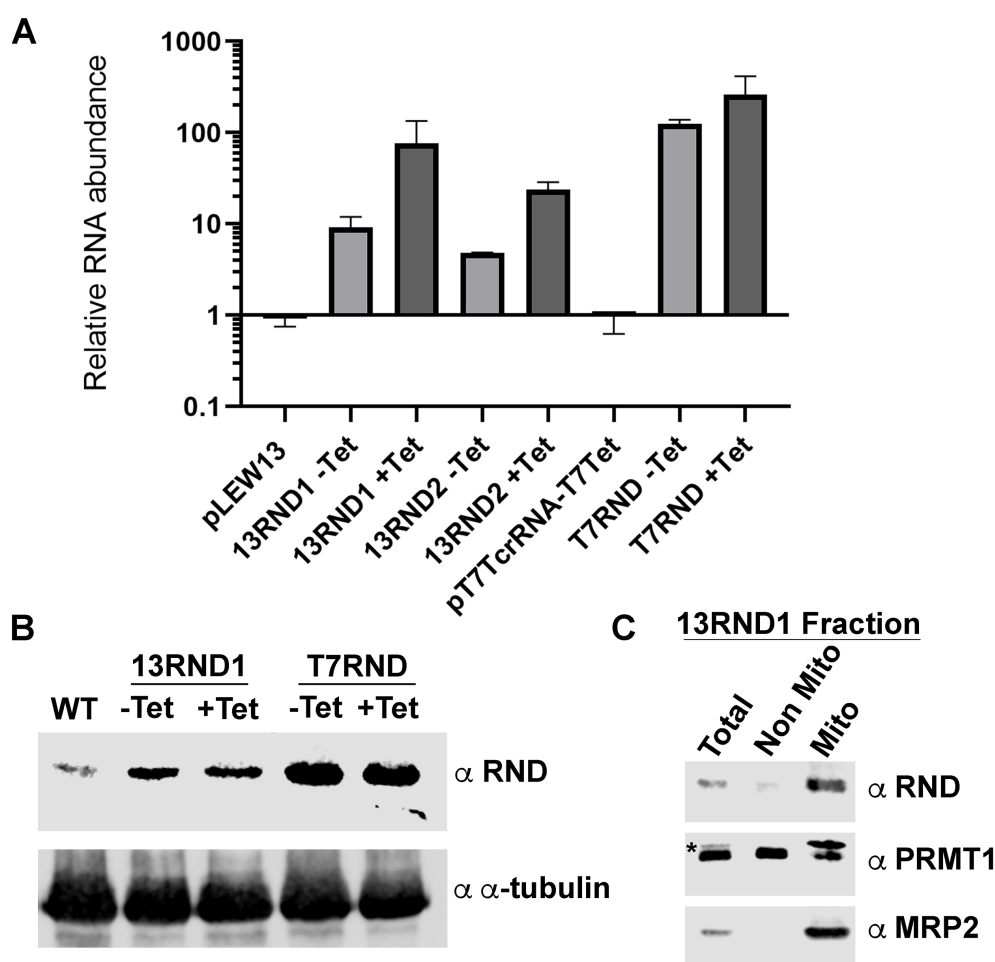 A
Relative RNA abundance
1000
100
10
1
0.1
pLEW13
13RND1 -Tet
13RND1 +Tet
13RND2 -Tet
13RND2 +Tet
pT7TcrRNA-T7Tet
T7RND -Tet
T7RND +Tet
B
13RND1 T7RND
WT -Tet +Tet -Tet +Tet
α RND
α α-tubulin
C
13RND1 Fraction
Total
Non Mito
Mito
α RND
* α PRMT1
α MRP2